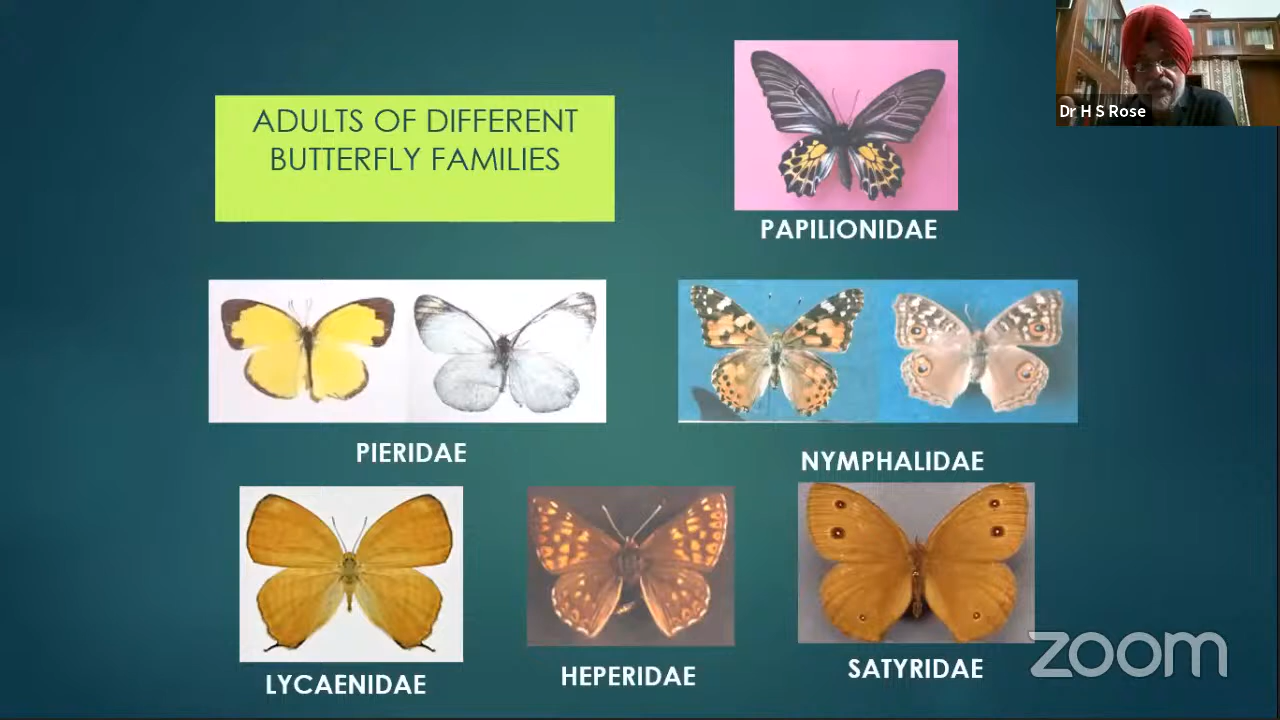 Dr H S Rose
ADULTS OF DIFFERENT
BUTTERFLY FAMILIES
PAPILIONIDAE
PIERIDAE
NYMPHALIDAE
LYCAENIDAE
HEPERIDAE
SATYRIDAE
zoom